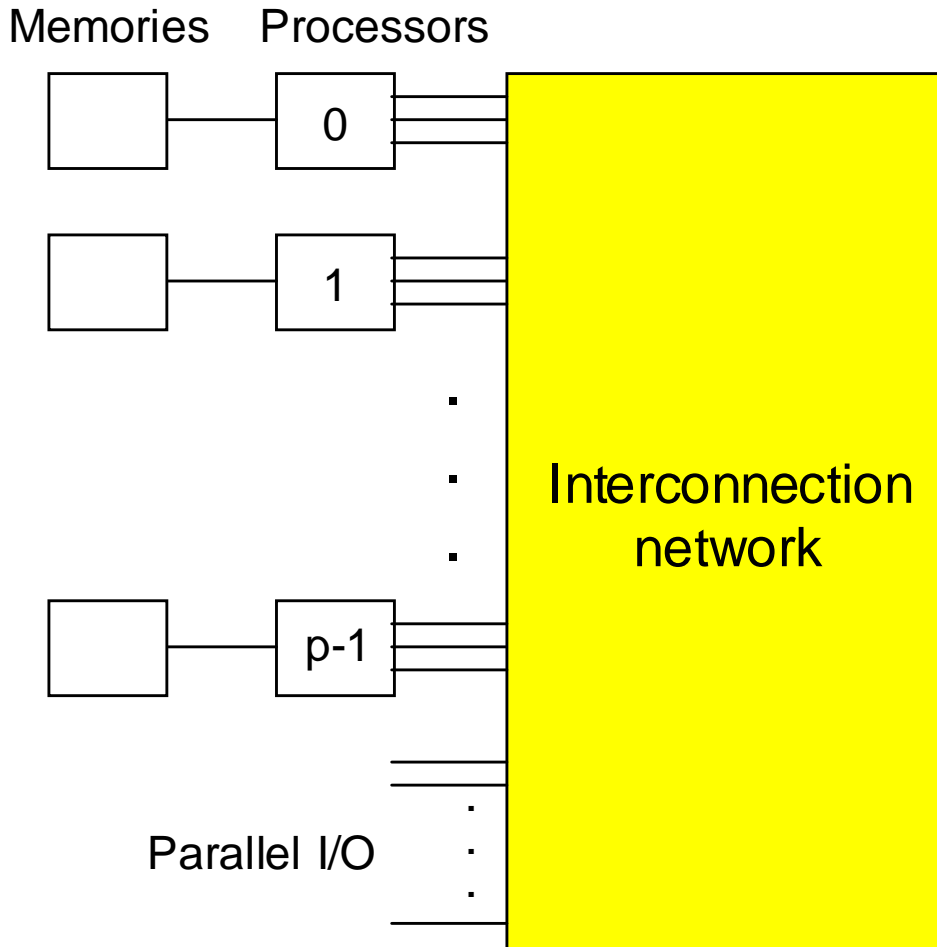 Memories Processors
0
1
Interconnection
network
p-1
Parallel I/O